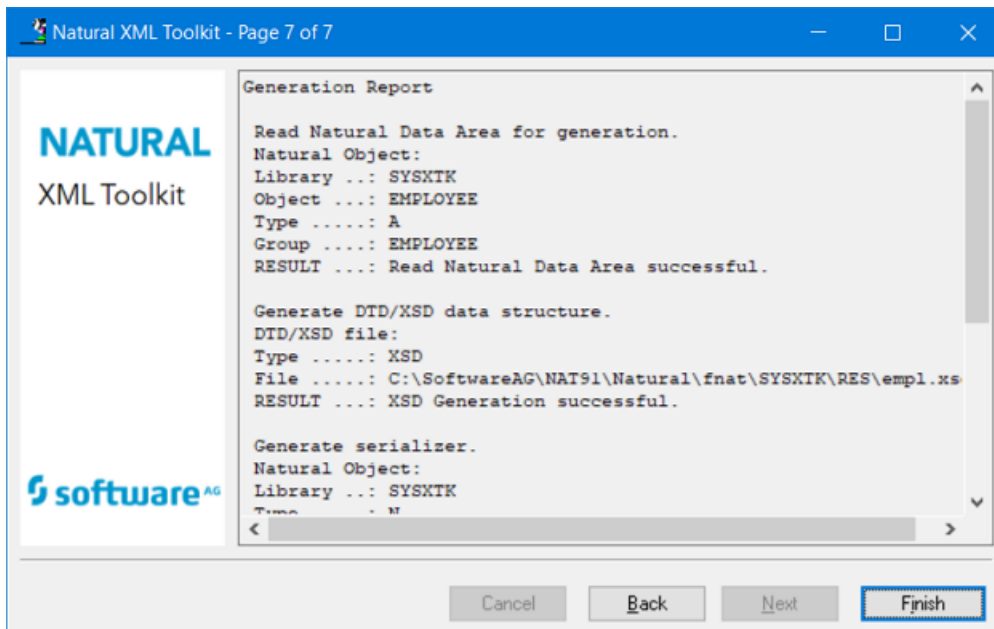 Natural XML Toolkit - Page 7 of 7
NATURAL
XML Toolkit
software AG
Generation Report
Read Natural Data Area for generation.
Natural Object:
Library ..: SYSXTK
Object ...: EMPLOYEE
Type .....: A
Group ....: EMPLOYEE
RESULT ...: Read Natural Data Area successful.
Generate DTD/XSD data structure.
DTD/XSD file:
Type .....: XSD
File .....: C:\SoftwareAG\NAT91\Natural\fnat\SYSXTK\RES\empl.xs
RESULT ...: XSD Generation successful.
Generate serializer.
Natural Object:
Library ..: SYSXTK
Type .....: N
Cancel
Back
Next
Finish